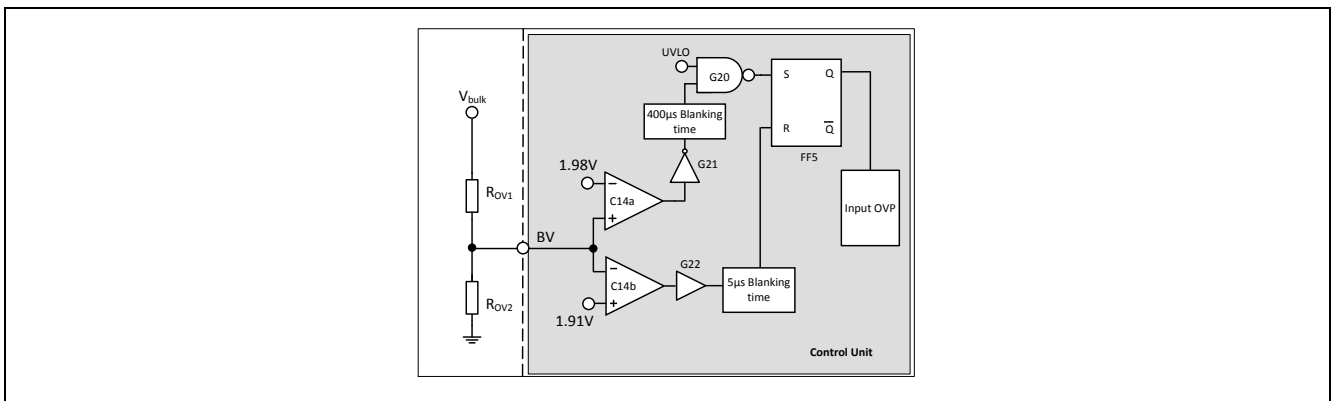 UVLO
G20
S
Q
R
Q
FF5
V_bulk
400µs Blanking
time
G21
1.98V
C14a
R_OV1
Input OVP
BV
G22
C14b
5µs Blanking
time
R_OV2
1.91V
Control Unit